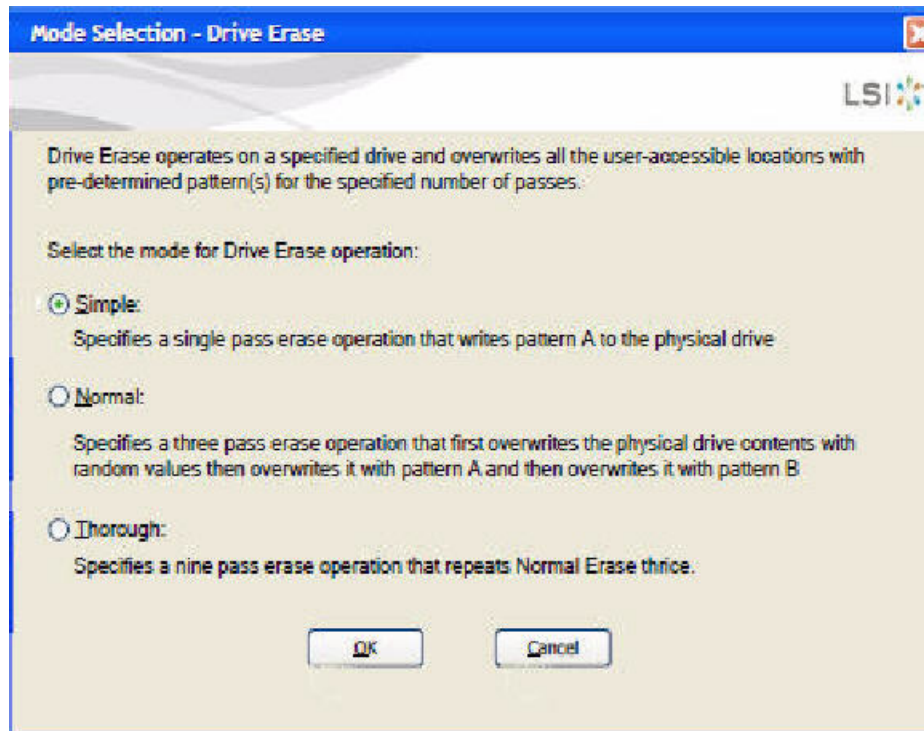 Mode Selection - Drive Erase
LSI
Drive Erase operates on a specified drive and overwrites all the user-accessible locations with
pre-determined pattern(s) for the specified number of passes.
Select the mode for Drive Erase operation:
Simple:
Specifies a single pass erase operation that writes pattern A to the physical drive
Normal:
Specifies a three pass erase operation that first overwrites the physical drive contents with
random values then overwrites it with pattern A and then overwrites it with pattern B
Thorough:
Specifies a nine pass erase operation that repeats Normal Erase thrice.
OK
Cancel